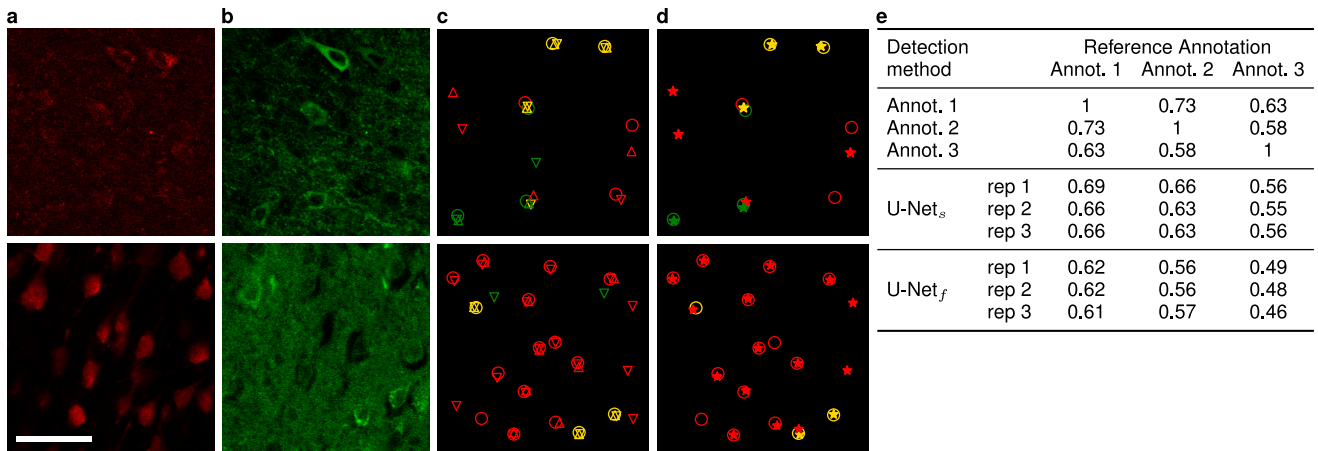 a b c d e
Detection Reference Annotation
method Annot. 1 Annot. 2 Annot. 3
Annot. 1 1 0.73 0.63
Annot. 2 0.73 1 0.58
Annot. 3 0.63 0.58 1
rep 1 0.69 0.66 0.56
U-Nets rep 2 0.66 0.63 0.55
rep 3 0.66 0.63 0.56
rep 1 0.62 0.56 0.49
U-Netf rep 2 0.62 0.56 0.48
rep 3 0.61 0.57 0.46